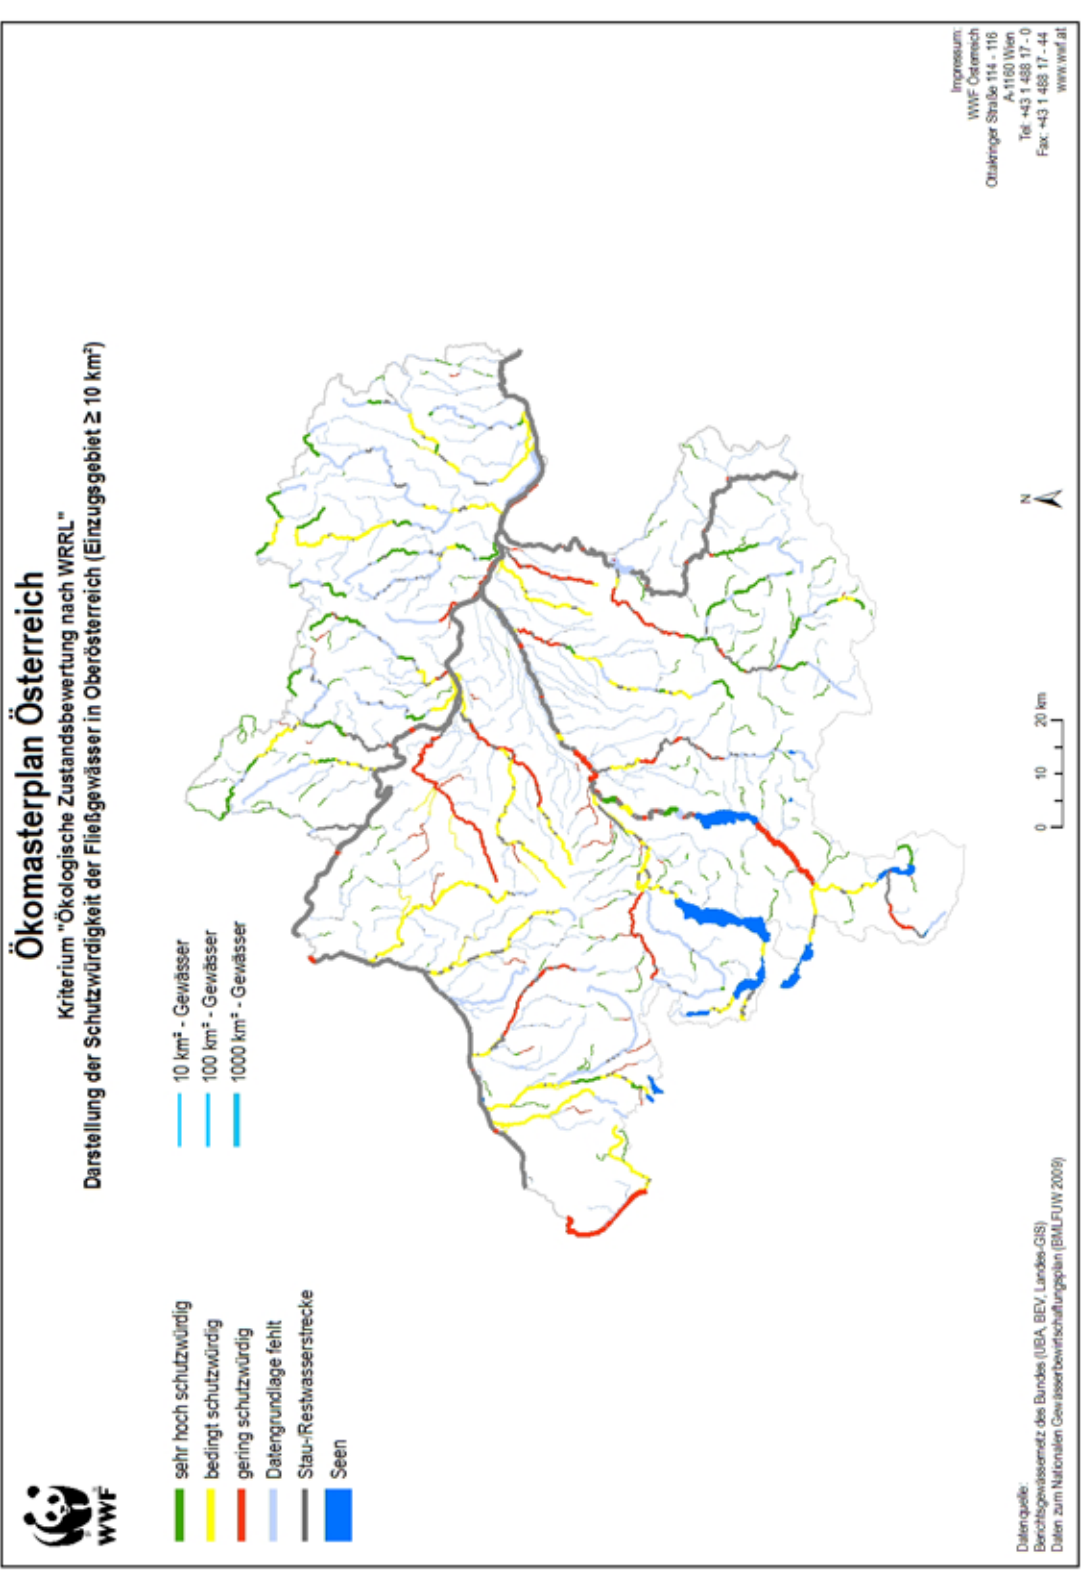 Ökomasterplan Österreich
Kriterium "Ökologische Zustandsbewertung nach WRRL"
Darstellung der Schutzwürdigkeit der Fließgewässer in Oberösterreich (Einzugsgebiet ≥ 10 km²)
WWF
sehr hoch schutzwürdig
bedingt schutzwürdig
gering schutzwürdig
Datengrundlage fehlt
Stau-/Restwasserstrecke
Seen
10 km² - Gewässer
100 km² - Gewässer
1000 km² - Gewässer
0 10 20 km
N
Datenquelle:
Berichtsgewässernetz des Bundes (UBA, BEV, Landes-GIS)
Daten zum Nationalen Gewässerbewirtschaftungsplan (BMLFUW 2009)
Impressum:
WWF Österreich
Ottakringer Straße 114 - 116
A-1160 Wien
Tel: +43 1 488 17 - 0
Fax: +43 1 488 17 - 44
www.wwf.at